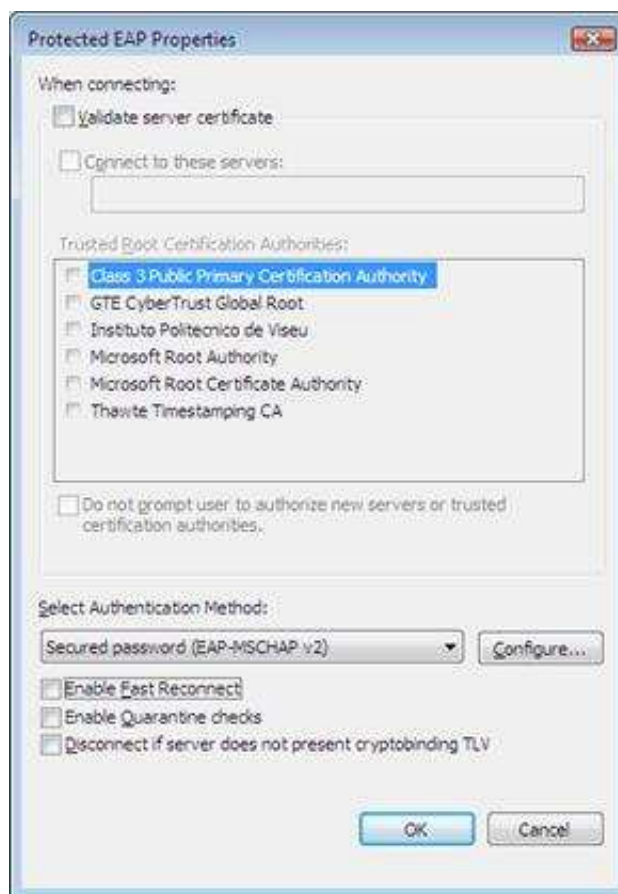 Protected EAP Properties
When connecting:
Validate server certificate
Connect to these servers:
Trusted Root Certification Authorities:
Class 3 Public Primary Certification Authority
GTE CyberTrust Global Root
Instituto Politecnico de Viseu
Microsoft Root Authority
Microsoft Root Certificate Authority
Thawte Timestamping CA
Do not prompt user to authorize new servers or trusted
certification authorities.
Select Authentication Method:
Secured password (EAP-MSCHAP v2) Configure...
Enable Fast Reconnect
Enable Quarantine checks
Disconnect if server does not present cryptobinding TLV
OK Cancel